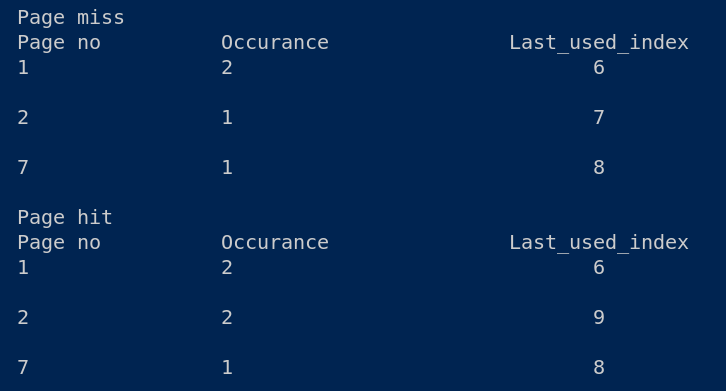 Page miss
Page no Occurance Last_used_index
1 2 6
2 1 7
7 1 8
Page hit
Page no Occurance Last_used_index
1 2 6
2 2 9
7 1 8